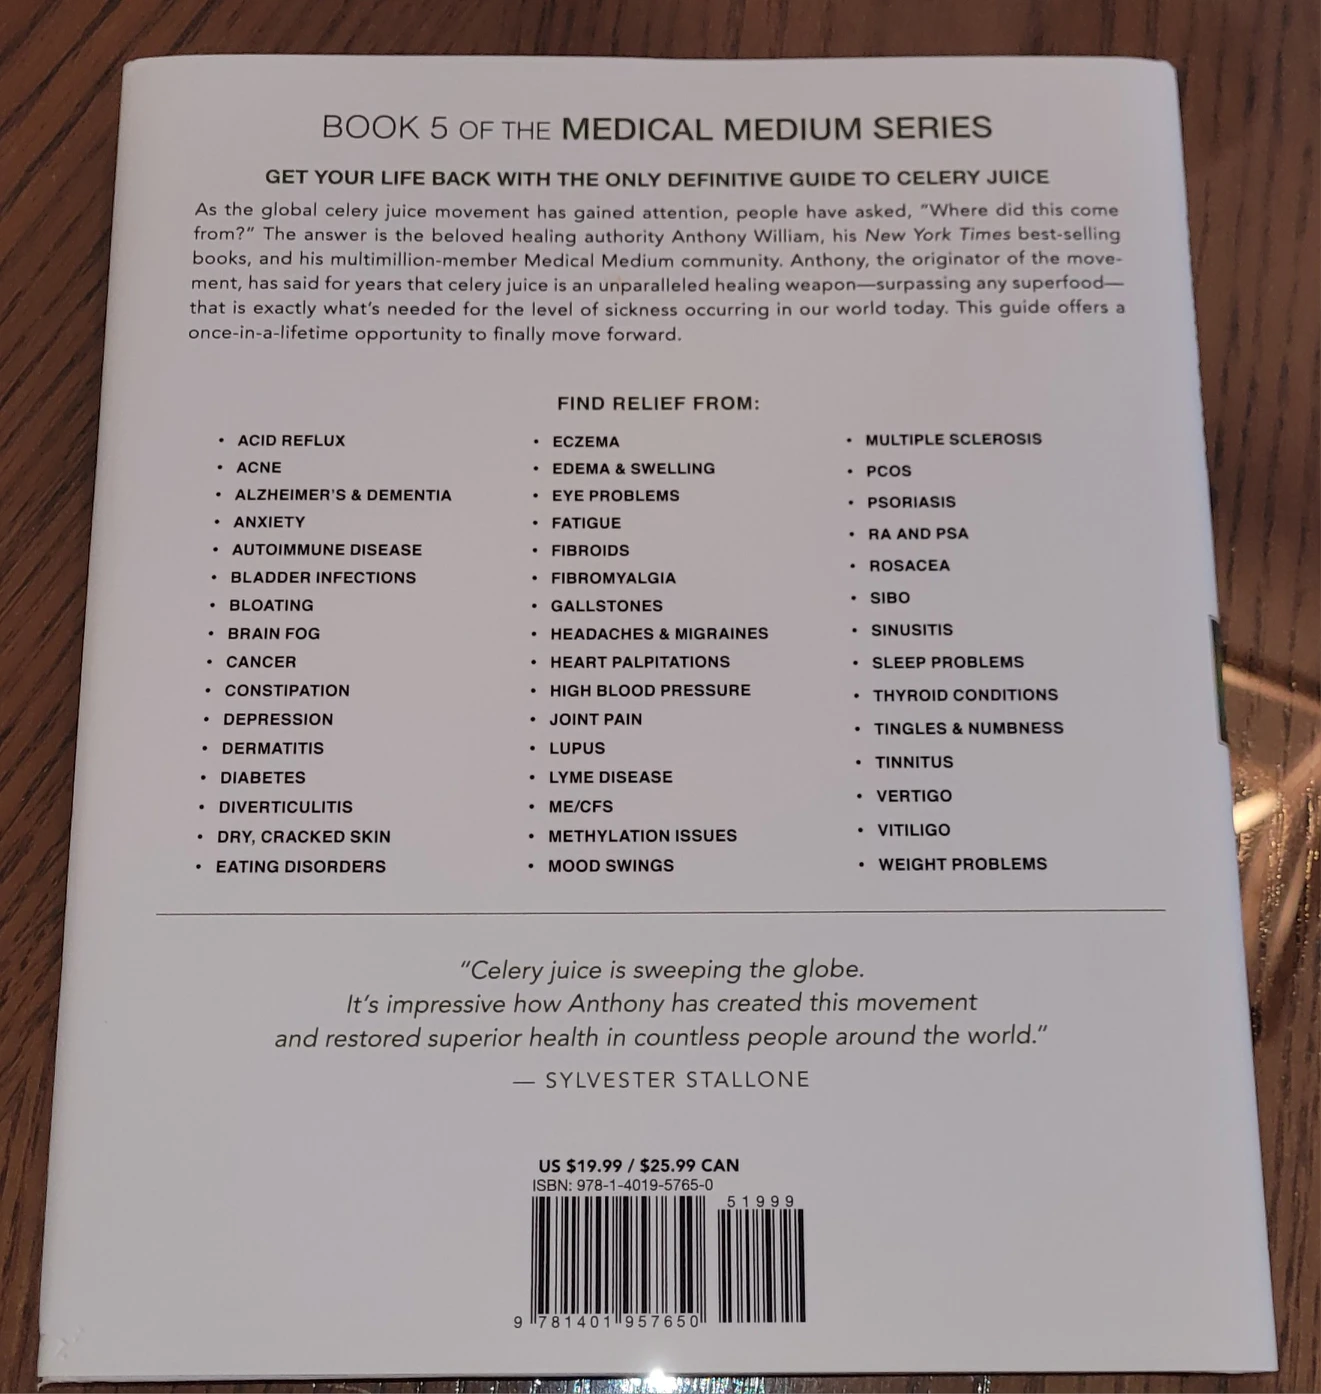 BOOK 5 OF THE MEDICAL MEDIUM SERIES
GET YOUR LIFE BACK WITH THE ONLY DEFINITIVE GUIDE TO CELERY JUICE
As the global celery juice movement has gained attention, people have asked, “Where did this come
from?” The answer is the beloved healing authority Anthony William, his New York Times best-selling
books, and his multimillion-member Medical Medium community. Anthony, the originator of the move-
ment, has said for years that celery juice is an unparalleled healing weapon—surpassing any superfood—
that is exactly what’s needed for the level of sickness occurring in our world today. This guide offers a
once-in-a-lifetime opportunity to finally move forward.
FIND RELIEF FROM:
• ACID REFLUX
• ACNE
• ALZHEIMER’S & DEMENTIA
• ANXIETY
• AUTOIMMUNE DISEASE
• BLADDER INFECTIONS
• BLOATING
• BRAIN FOG
• CANCER
• CONSTIPATION
• DEPRESSION
• DERMATITIS
• DIABETES
• DIVERTICULITIS
• DRY, CRACKED SKIN
• EATING DISORDERS
• ECZEMA
• EDEMA & SWELLING
• EYE PROBLEMS
• FATIGUE
• FIBROIDS
• FIBROMYALGIA
• GALLSTONES
• HEADACHES & MIGRAINES
• HEART PALPITATIONS
• HIGH BLOOD PRESSURE
• JOINT PAIN
• LUPUS
• LYME DISEASE
• ME/CFS
• METHYLATION ISSUES
• MOOD SWINGS
• MULTIPLE SCLEROSIS
• PCOS
• PSORIASIS
• RA AND PSA
• ROSACEA
• SIBO
• SINUSITIS
• SLEEP PROBLEMS
• THYROID CONDITIONS
• TINGLES & NUMBNESS
• TINNITUS
• VERTIGO
• VITILIGO
• WEIGHT PROBLEMS
“Celery juice is sweeping the globe.
It’s impressive how Anthony has created this movement
and restored superior health in countless people around the world.”
— SYLVESTER STALLONE
US $19.99 / $25.99 CAN
ISBN: 978-1-4019-5765-0
51999
9 781401 957650